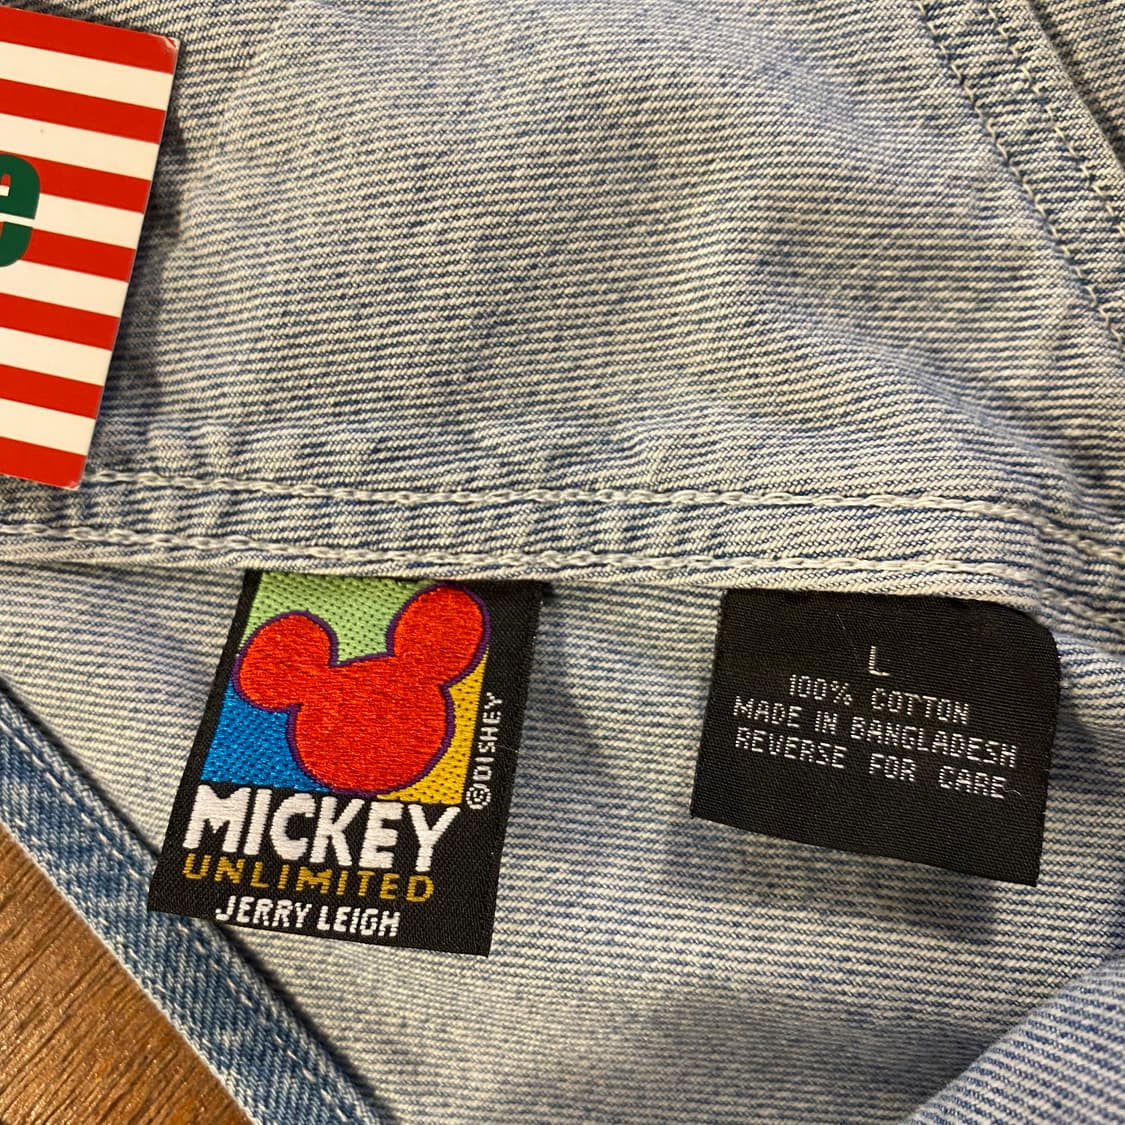 e
©DISNEY
MICKEY
UNLIMITED
JERRY LEIGH
L
100% COTTON
MADE IN BANGLADESH
REVERSE FOR CARE